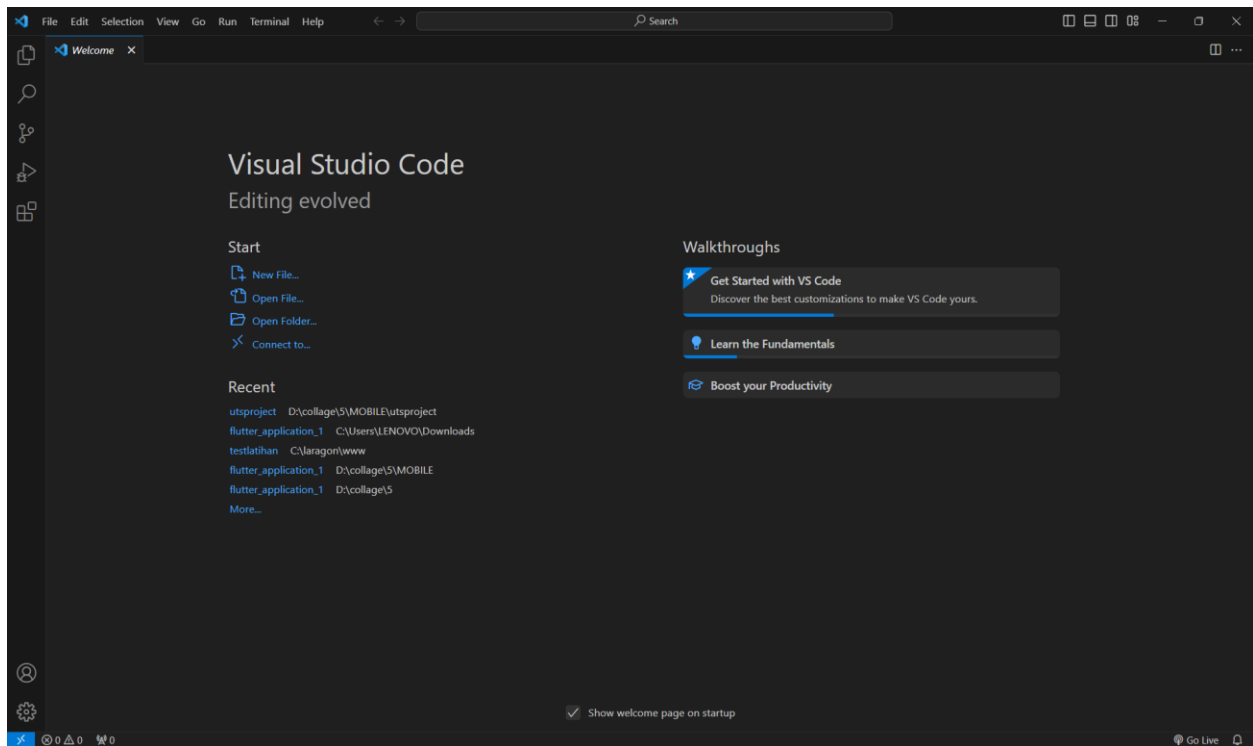 File Edit Selection View Go Run Terminal Help Search
Welcome
Visual Studio Code
Editing evolved
Start
New File...
Open File...
Open Folder...
Connect to...
Recent
utsproject D:\collage\5\MOBILE\utsproject
flutter_application_1 C:\Users\LENOVO\Downloads
testlatihan C:\laragon\www
flutter_application_1 D:\collage\5\MOBILE
flutter_application_1 D:\collage\5
More...
Walkthroughs
Get Started with VS Code
Discover the best customizations to make VS Code yours.
Learn the Fundamentals
Boost your Productivity
Show welcome page on startup
0 0 0 Go Live